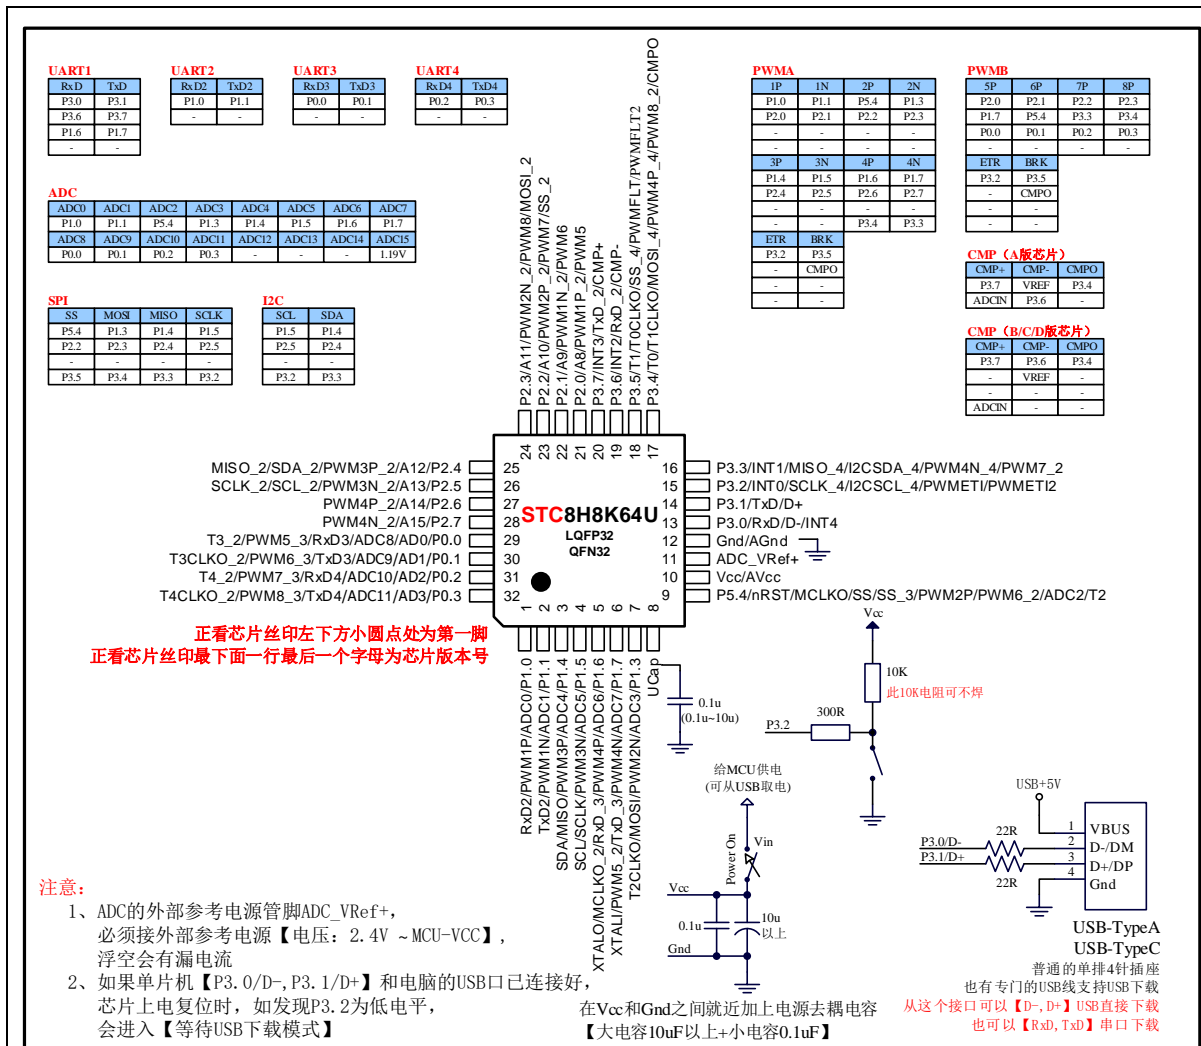 UART1 UART2 UART3 UART4 PWMA PWMB
RxD TxD RxD2 TxD2 RxD3 TxD3 RxD4 TxD4 1P 1N 2P 2N 5P 6P 7P 8P
P3.0 P3.1 P1.0 P1.1 P0.0 P0.1 P0.2 P0.3 P1.0 P1.1 P5.4 P1.3 P2.0 P2.1 P2.2 P2.3
P3.6 P3.7 - - - - - - P2.0 P2.1 P2.2 P2.3 P1.7 P5.4 P3.3 P3.4
P1.6 P1.7 - - - - P0.0 P0.1 P0.2 P0.3
- - - - - - - - - -
3P 3N 4P 4N ETR BRK
P1.4 P1.5 P1.6 P1.7 P3.2 P3.5
P2.4 P2.5 P2.6 P2.7 - CMPO
- - - - - -
- - P3.4 P3.3 - -
ETR BRK
P3.2 P3.5
- CMPO
- -
- -
ADC
ADC0 ADC1 ADC2 ADC3 ADC4 ADC5 ADC6 ADC7
P1.0 P1.1 P5.4 P1.3 P1.4 P1.5 P1.6 P1.7
ADC8 ADC9 ADC10 ADC11 ADC12 ADC13 ADC14 ADC15
P0.0 P0.1 P0.2 P0.3 - - - 1.19V
CMP（A版芯片）
CMP+ CMP- CMPO
P3.7 VREF P3.4
ADCIN P3.6 -
SPI I2C
SS MOSI MISO SCLK SCL SDA
P5.4 P1.3 P1.4 P1.5 P1.5 P1.4
P2.2 P2.3 P2.4 P2.5 P2.5 P2.4
- - - - - -
P3.5 P3.4 P3.3 P3.2 P3.2 P3.3
CMP（B/C/D版芯片）
CMP+ CMP- CMPO
P3.7 P3.6 P3.4
- VREF -
- - -
ADCIN - -
P2.3/A11/PWM2N_2/PWM8/MOSI_2
P2.2/A10/PWM2P_2/PWM7/SS_2
P2.1/A9/PWM1N_2/PWM6
P2.0/A8/PWM1P_2/PWM5
P3.7/INT3/TxD_2/CMP+
P3.6/INT2/RxD_2/CMP-
P3.5/T1/T0CLKO/SS_4/PWMFLT/PWMFLT2
P3.4/T0/T1CLKO/MOSI_4/PWM4P_4/PWM8_2/CMPO
24 23 22 21 20 19 18 17
MISO_2/SDA_2/PWM3P_2/A12/P2.4 25
SCLK_2/SCL_2/PWM3N_2/A13/P2.5 26
PWM4P_2/A14/P2.6 27
PWM4N_2/A15/P2.7 28
T3_2/PWM5_3/RxD3/ADC8/AD0/P0.0 29
T3CLKO_2/PWM6_3/TxD3/ADC9/AD1/P0.1 30
T4_2/PWM7_3/RxD4/ADC10/AD2/P0.2 31
T4CLKO_2/PWM8_3/TxD4/ADC11/AD3/P0.3 32
STC8H8K64U
LQFP32
QFN32
16 P3.3/INT1/MISO_4/I2CSDA_4/PWM4N_4/PWM7_2
15 P3.2/INT0/SCLK_4/I2CSCL_4/PWMETI/PWMETI2
14 P3.1/TxD/D+
13 P3.0/RxD/D-/INT4
12 Gnd/AGnd
11 ADC_VRef+
10 Vcc/AVcc
9 P5.4/nRST/MCLKO/SS/SS_3/PWM2P/PWM6_2/ADC2/T2
1 2 3 4 5 6 7 8
RxD2/PWM1P/ADC0/P1.0
TxD2/PWM1N/ADC1/P1.1
SDA/MISO/PWM3P/ADC4/P1.4
SCL/SCLK/PWM3N/ADC5/P1.5
XTALO/MCLKO_2/RxD_3/PWM4P/ADC6/P1.6
XTALI/PWM5_2/TxD_3/PWM4N/ADC7/P1.7
T2CLKO/MOSI/PWM2N/ADC3/P1.3
UCap
正看芯片丝印左下方小圆点处为第一脚
正看芯片丝印最下面一行最后一个字母为芯片版本号
0.1u
(0.1u~10u)
Vcc
10K
此10K电阻可不焊
P3.2 300R
给MCU供电
(可从USB取电)
Power On
Vin
Vcc
0.1u
10u
以上
Gnd
USB+5V
P3.0/D- 22R
P3.1/D+ 22R
1 VBUS
2 D-/DM
3 D+/DP
4 Gnd
USB-TypeA
USB-TypeC
普通的单排4针插座
也有专门的USB线支持USB下载
从这个接口可以【D-,D+】USB直接下载
也可以【RxD,TxD】串口下载
注意：
1、ADC的外部参考电源管脚ADC_VRef+，
必须接外部参考电源【电压：2.4V ~ MCU-VCC】，
浮空会有漏电流
2、如果单片机【P3.0/D-,P3.1/D+】和电脑的USB口已连接好，
芯片上电复位时，如发现P3.2为低电平，
会进入【等待USB下载模式】
在Vcc和Gnd之间就近加上电源去耦电容
【大电容10uF以上+小电容0.1uF】